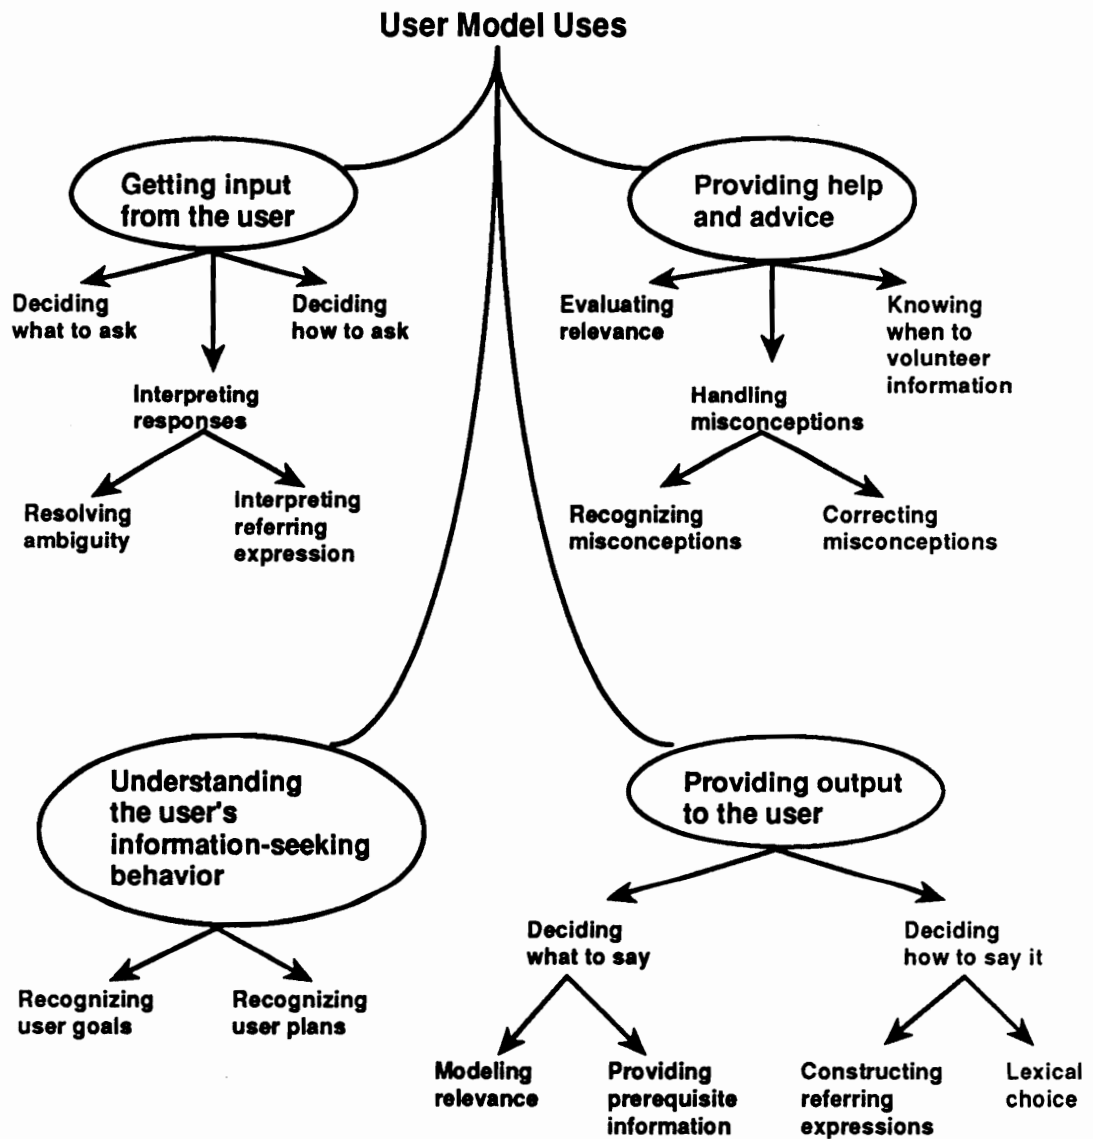 User Model Uses
Getting input
from the user
Providing help
and advice
Deciding
what to ask
Deciding
how to ask
Evaluating
relevance
Knowing
when to
volunteer
information
Interpreting
responses
Handling
misconceptions
Resolving
ambiguity
Interpreting
referring
expression
Recognizing
misconceptions
Correcting
misconceptions
Understanding
the user's
information-seeking
behavior
Providing output
to the user
Deciding
what to say
Deciding
how to say it
Recognizing
user goals
Recognizing
user plans
Modeling
relevance
Providing
prerequisite
information
Constructing
referring
expressions
Lexical
choice